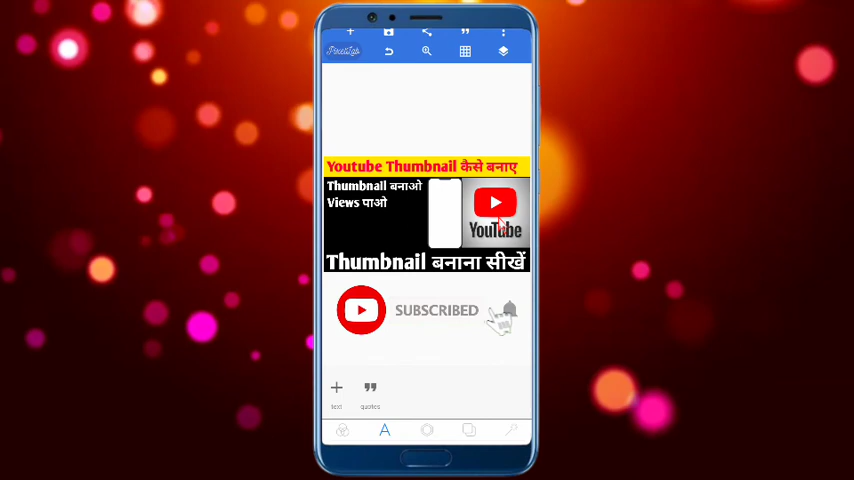 PixelLab
Youtube Thumbnail कैसे बनाए
Thumbnail बनाओ
Views पाओ
YouTube
Thumbnail बनाना सीखें
SUBSCRIBED
text
quotes
A